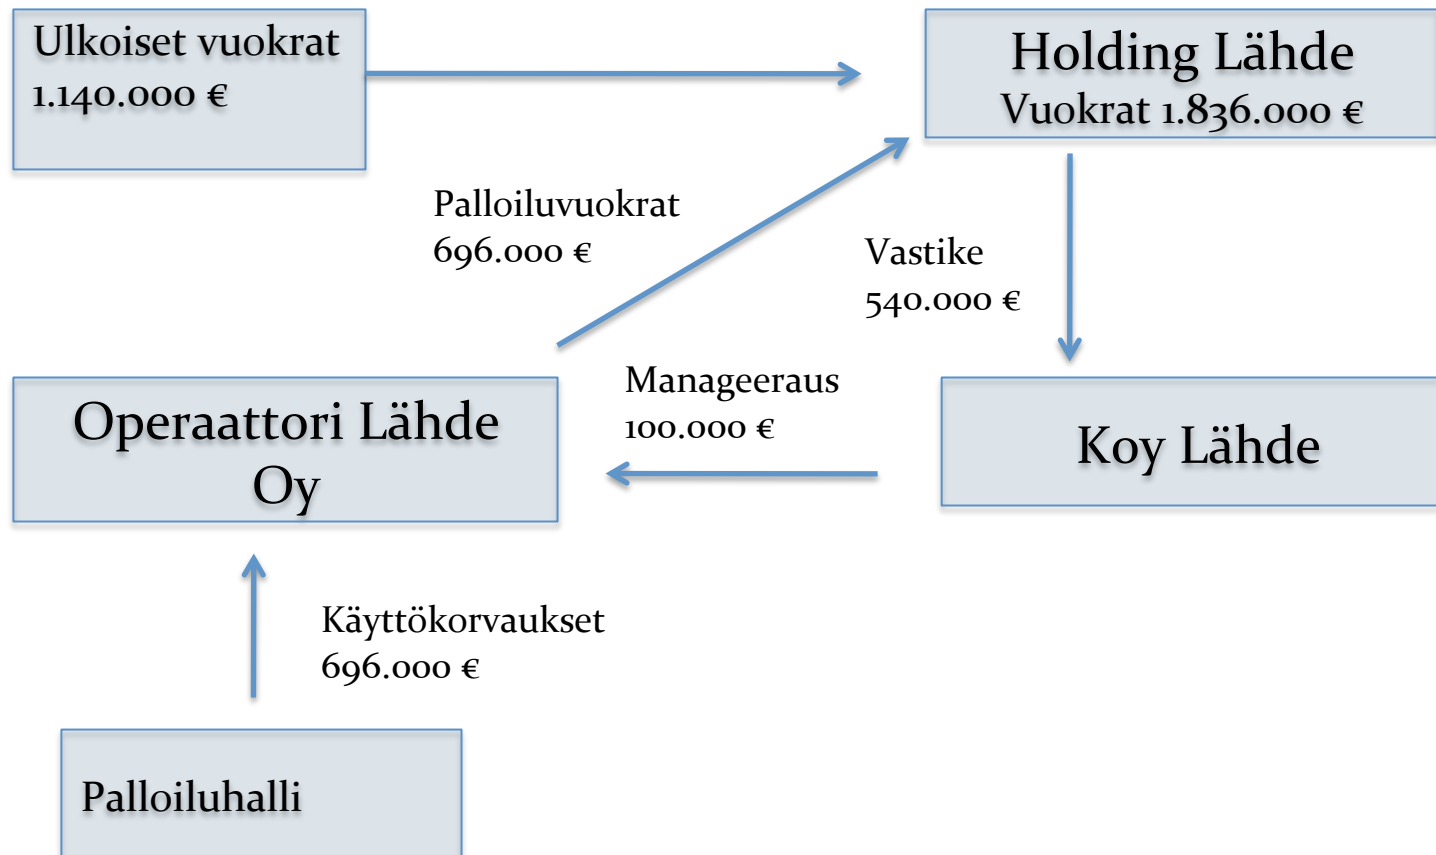 Ulkoiset vuokrat
1.140.000 €
Holding Lähde
Vuokrat 1.836.000 €
Palloiluvuokrat
696.000 €
Vastike
540.000 €
Manageeraus
100.000 €
Operaattori Lähde
Oy
Koy Lähde
Käyttökorvaukset
696.000 €
Palloiluhalli